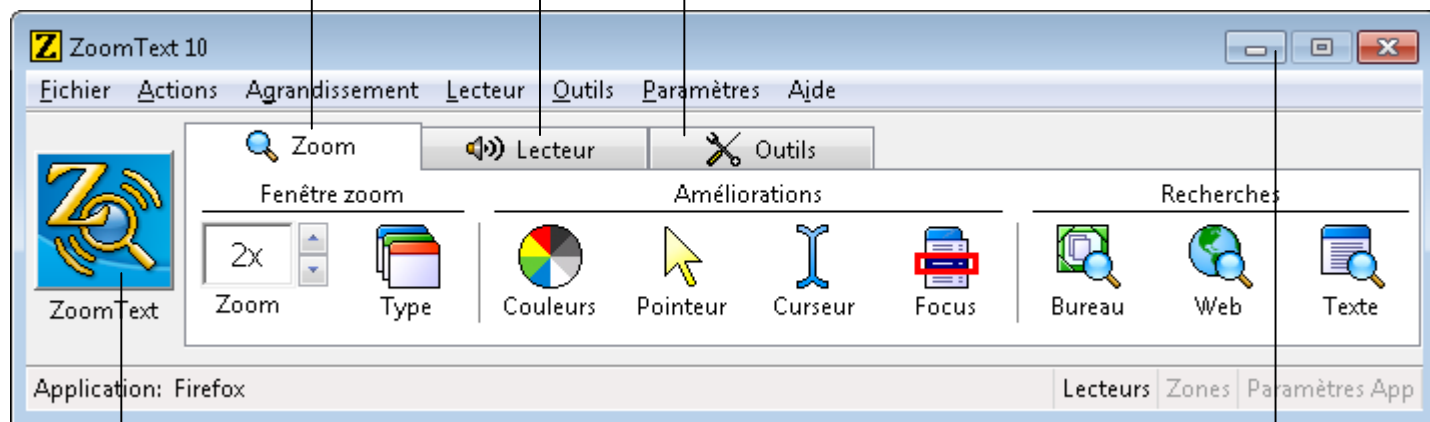 ZoomText 10
Fichier Actions Agrandissement Lecteur Outils Paramètres Aide
Zoom Lecteur Outils
Fenêtre zoom Améliorations Recherches
2x
Zoom Type Couleurs Pointeur Curseur Focus Bureau Web Texte
ZoomText
Application: Firefox Lecteurs Zones Paramètres App